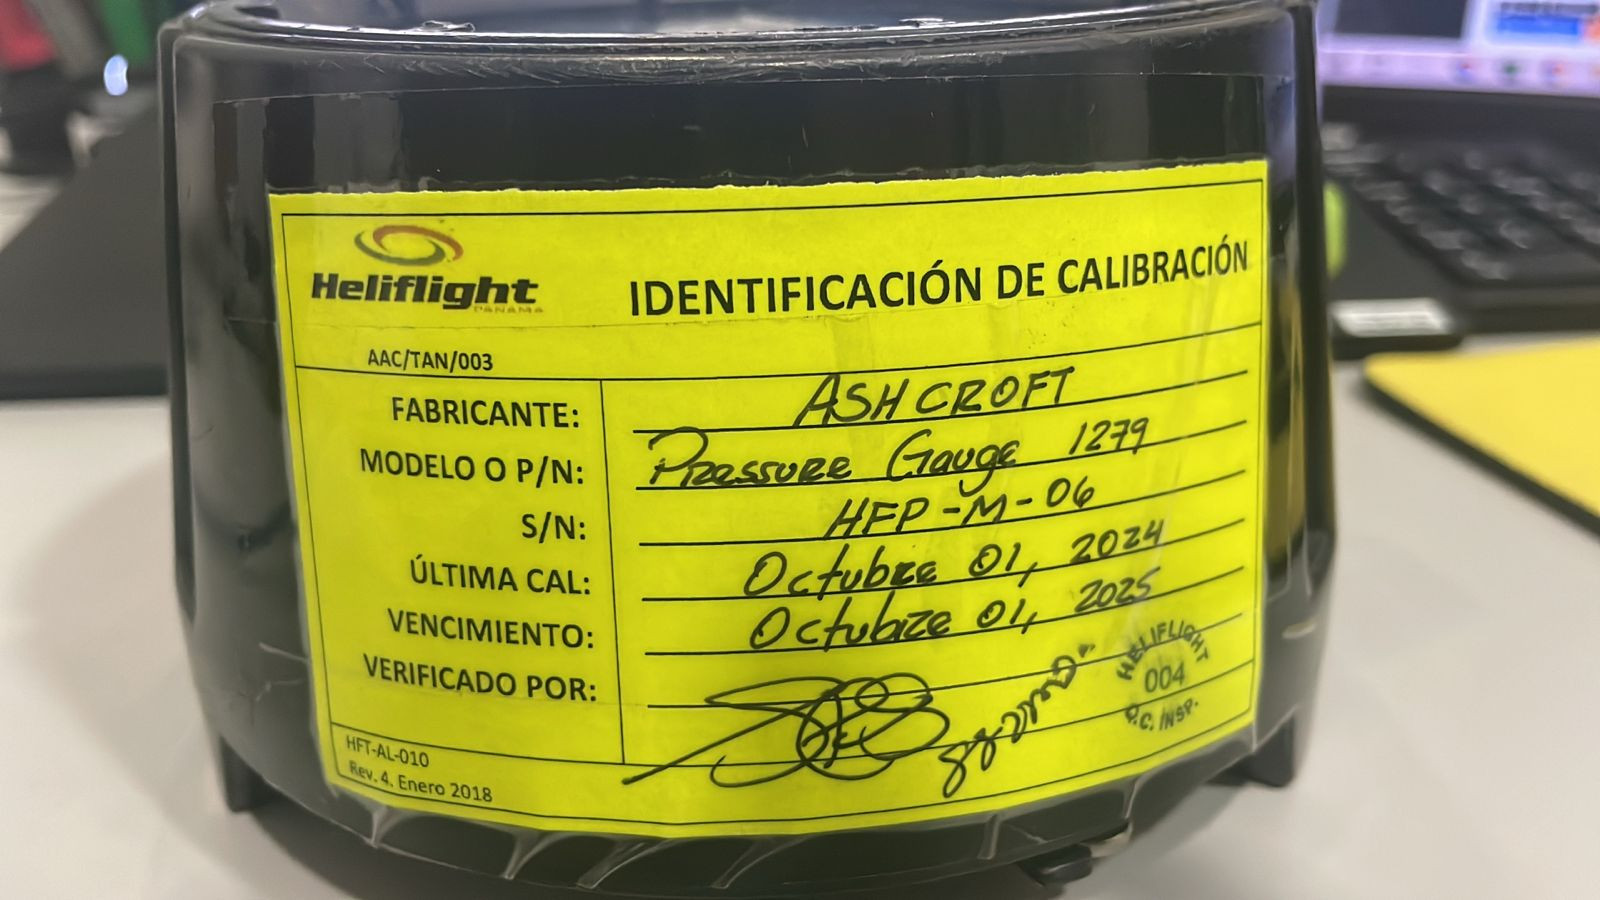 Heliflight
PANAMA
IDENTIFICACIÓN DE CALIBRACIÓN
AAC/TAN/003
FABRICANTE: ASHCROFT
MODELO O P/N: Pressure Gauge 1279
S/N: HFP-M-06
ÚLTIMA CAL: Octubre 01, 2024
VENCIMIENTO: Octubre 01, 2025
VERIFICADO POR:
HELIFLIGHT
004
Q.C. INSP.
HFT-AL-010
Rev. 4. Enero 2018